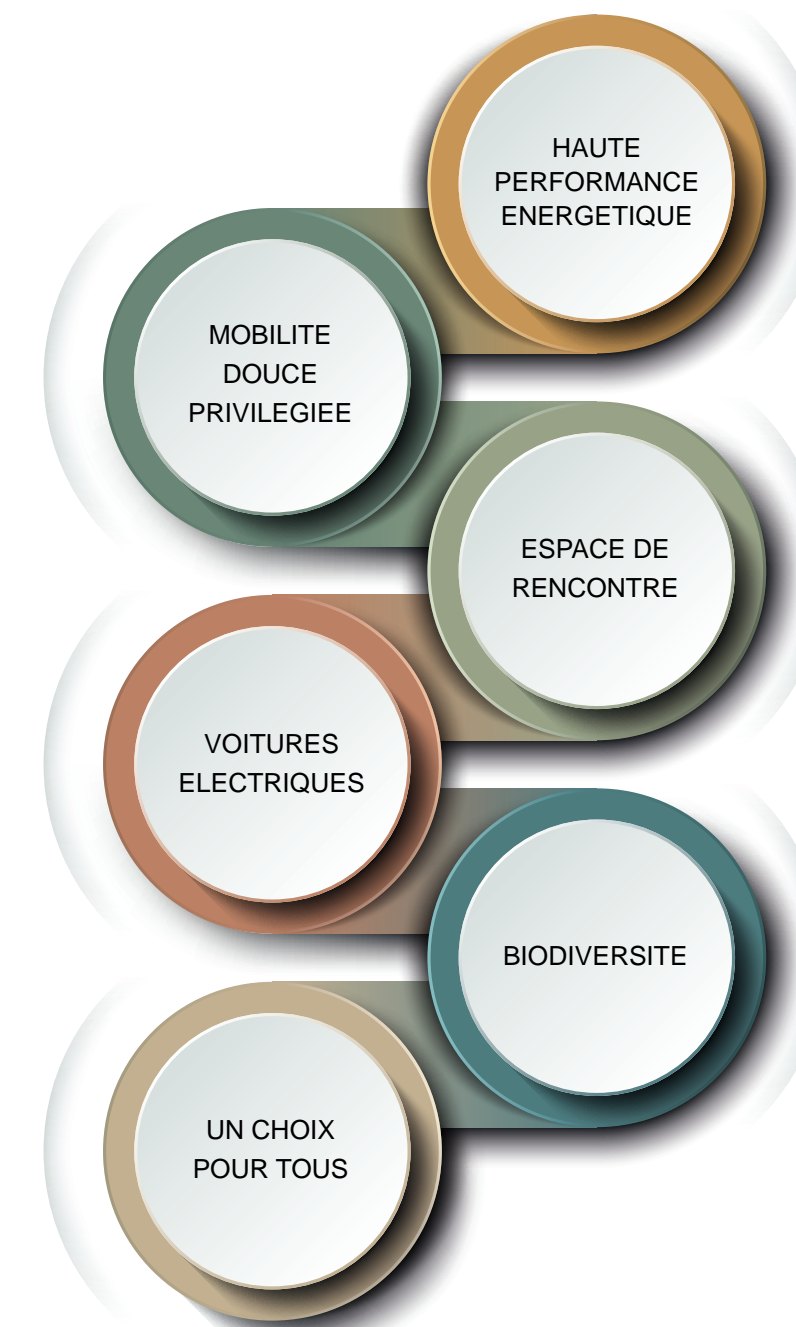 HAUTE
PERFORMANCE
ENERGETIQUE
MOBILITE
DOUCE
PRIVILEGIEE
ESPACE DE
RENCONTRE
VOITURES
ELECTRIQUES
BIODIVERSITE
UN CHOIX
POUR TOUS